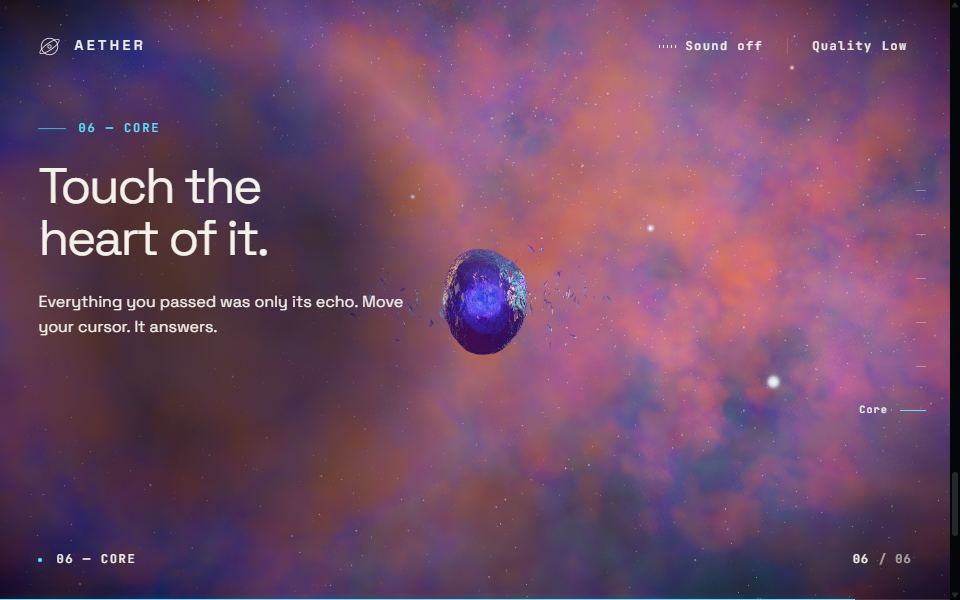 AETHER
Sound off
Quality Low
06 — CORE
Touch the
heart of it.
Everything you passed was only its echo. Move
your cursor. It answers.
Core
06 — CORE
06 / 06